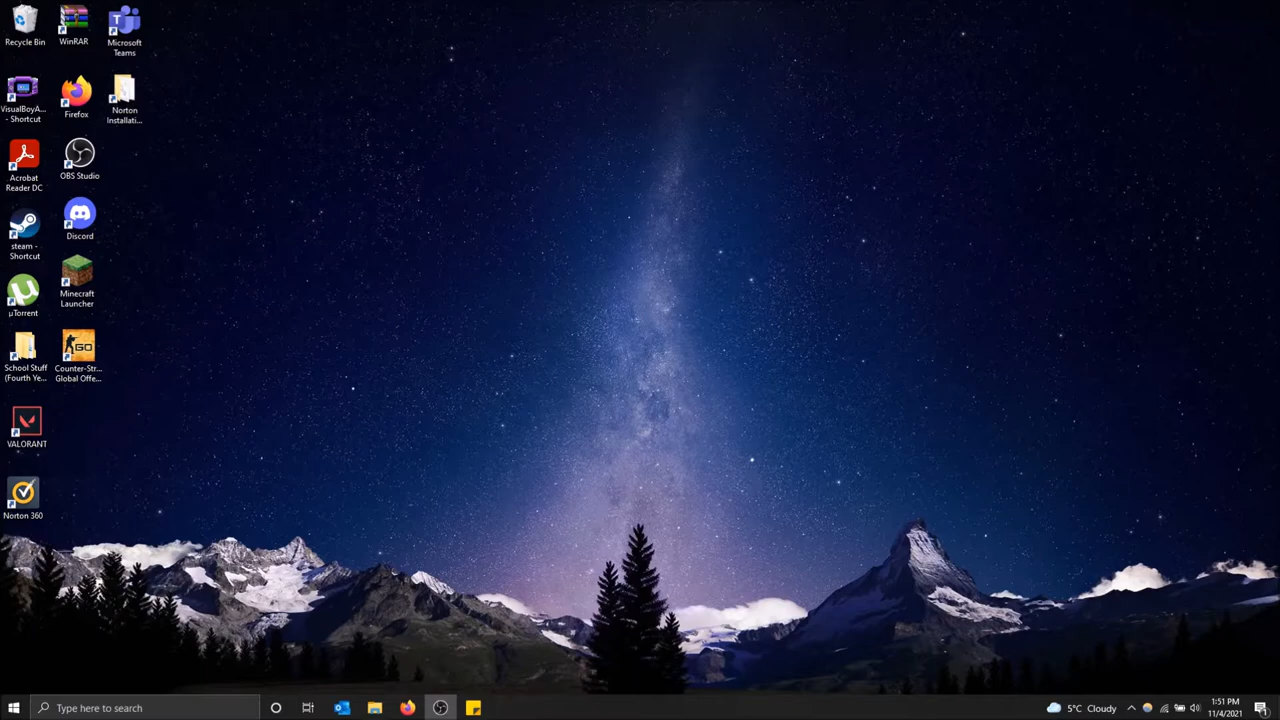 Recycle Bin
WinRAR
Microsoft
Teams
VisualBoyA...
- Shortcut
Firefox
Norton
Installati...
Acrobat
Reader DC
OBS Studio
steam -
Shortcut
Discord
µTorrent
Minecraft
Launcher
School Stuff
(Fourth Ye...
GO
Counter-Str...
Global Offe...
VALORANT
Norton 360
Type here to search
5°C Cloudy
1:51 PM
11/4/2021
1